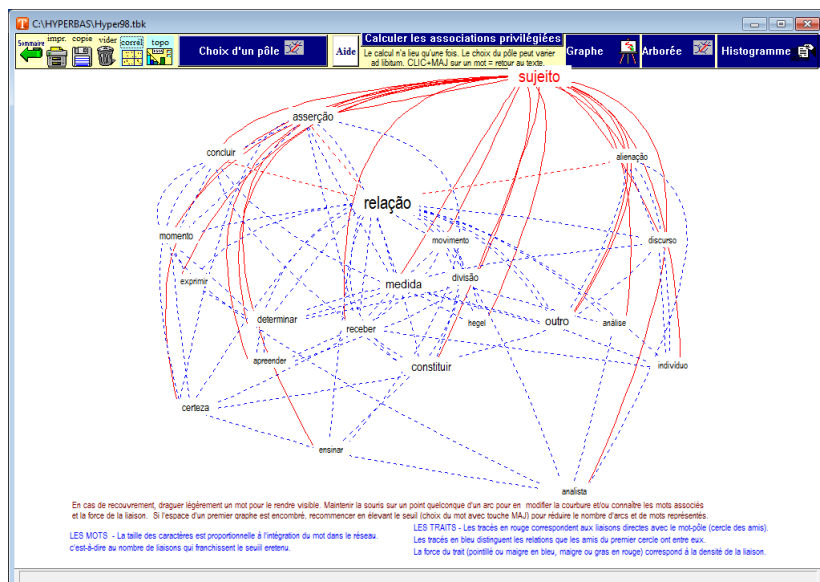 C:\HYPERBAS\Hyper98.tbk
Sommaire
impr. copie vider corrél topo
Choix d'un pôle
Aide
Calculer les associations privilégiées
Le calcul n'a lieu qu'une fois. Le choix du pôle peut varier
ad libitum. CLIC+MAJ sur un mot = retour au texte.
Graphe
Arborée
Histogramme
sujeito
asserção
concluir
alienação
relação
momento
movimento
discurso
exprimir
medida
divisão
determinar
receber
hegel
outro
análise
apreender
constituir
indivíduo
certeza
ensinar
analista
En cas de recouvrement, draguer légèrement un mot pour le rendre visible. Maintenir la souris sur un point quelconque d'un arc pour en modifier la courbure et/ou connaître les mots associés
et la force de la liaison. Si l'espace d'un premier graphe est encombré, recommencer en élevant le seuil (choix du mot avec touche MAJ) pour réduire le nombre d'arcs et de mots représentés.
LES MOTS - La taille des caractères est proportionelle à l'intégration du mot dans le réseau.
c'est-à-dire au nombre de liaisons qui franchissent le seuil eretenu.
LES TRAITS - Les tracés en rouge correspondent aux liaisons directes avec le mot-pôle (cercle des amis).
Les tracés en bleu distinguent les relations que les amis du premier cercle ont entre eux.
La force du trait (pointillé ou maigre en bleu, maigre ou gras en rouge) correspond à la densité de la liaison.